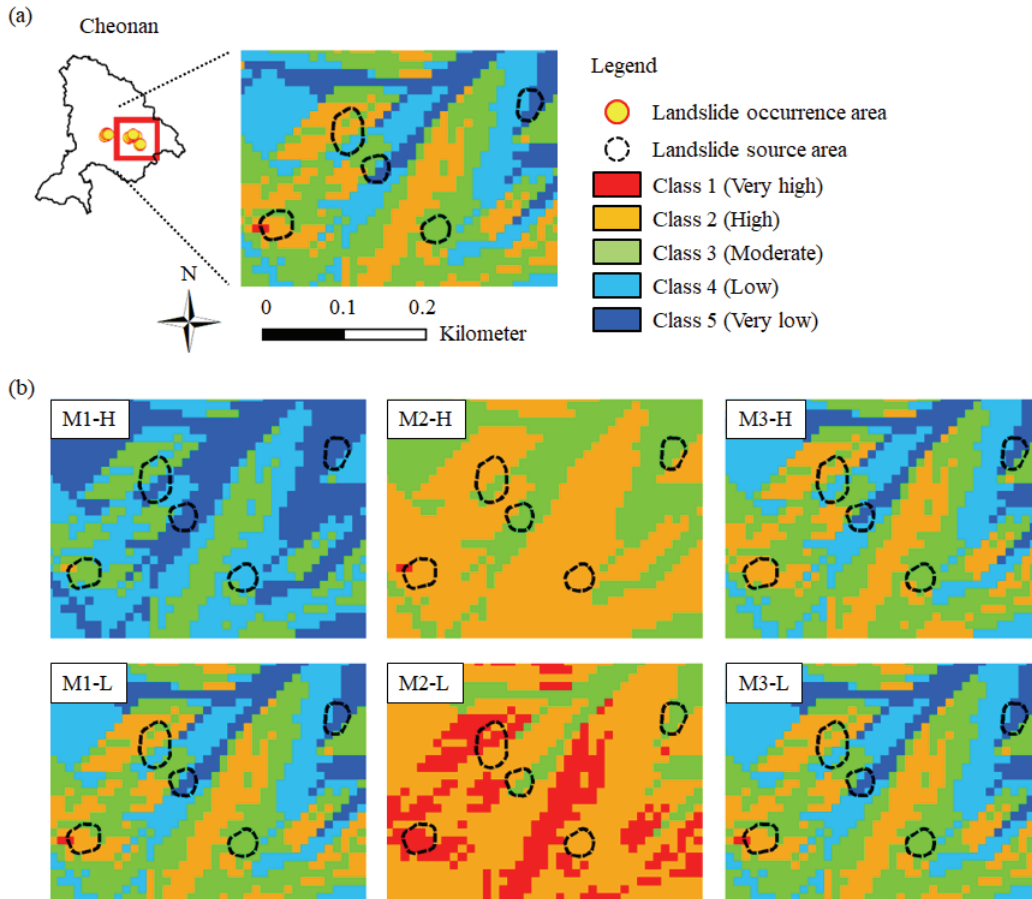 (a)
Cheonan
N
0 0.1 0.2
Kilometer
Legend
Landslide occurrence area
Landslide source area
Class 1 (Very high)
Class 2 (High)
Class 3 (Moderate)
Class 4 (Low)
Class 5 (Very low)
(b)
M1-H
M2-H
M3-H
M1-L
M2-L
M3-L